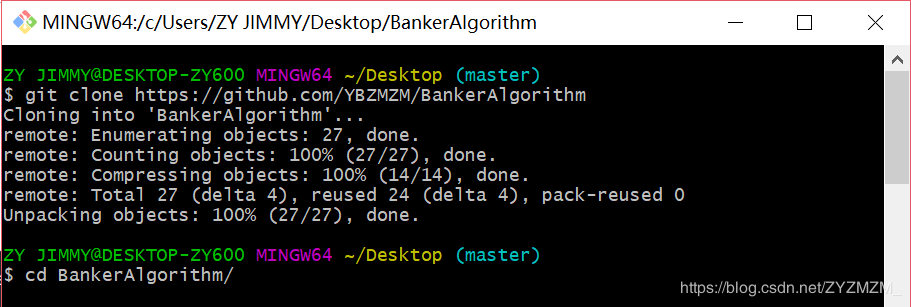 MINGW64:/c/Users/ZY JIMMY/Desktop/BankerAlgorithm
ZY JIMMY@DESKTOP-ZY600 MINGW64 ~/Desktop (master)
$ git clone https://github.com/YBZMZM/BankerAlgorithm
Cloning into 'BankerAlgorithm'...
remote: Enumerating objects: 27, done.
remote: Counting objects: 100% (27/27), done.
remote: Compressing objects: 100% (14/14), done.
remote: Total 27 (delta 4), reused 24 (delta 4), pack-reused 0
Unpacking objects: 100% (27/27), done.
ZY JIMMY@DESKTOP-ZY600 MINGW64 ~/Desktop (master)
$ cd BankerAlgorithm/
https://blog.csdn.net/ZYZMZM_